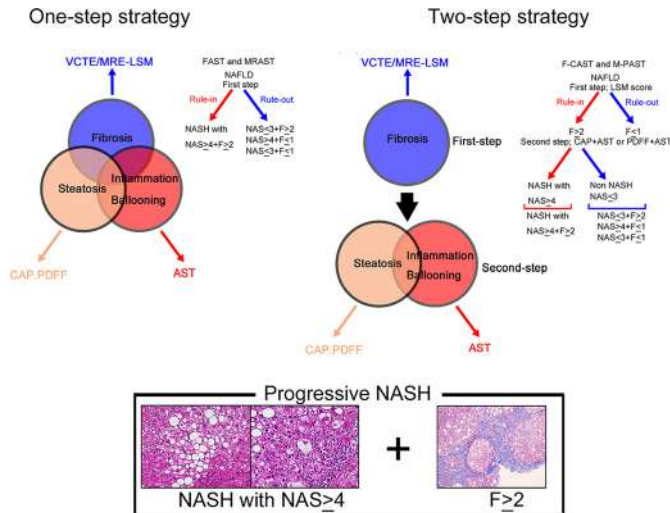 One-step strategy
VCTE/MRE-LSM
FAST and MRAST
NAFLD
First step
Rule-in
Rule-out
NASH with
NAS≥4+F≥2
NAS≤3+F≥2
NAS≥4+F≤1
NAS≤3+F≤1
Fibrosis
Steatosis
Inflammation
Ballooning
CAP.PDFF
AST
Two-step strategy
VCTE/MRE-LSM
F-CAST and M-PAST
NAFLD
First step; LSM score
Rule-in
Rule-out
Fibrosis
First-step
F≥2
F≤1
Second step; CAP+AST or PDFF+AST
NASH with
NAS≥4
Non NASH
NAS≤3
NASH with
NAS≥4+F≥2
NAS≤3+F≥2
NAS≥4+F≤1
NAS≤3+F≤1
Steatosis
Inflammation
Ballooning
Second-step
CAP.PDFF
AST
Progressive NASH
+
NASH with NAS≥4
F≥2